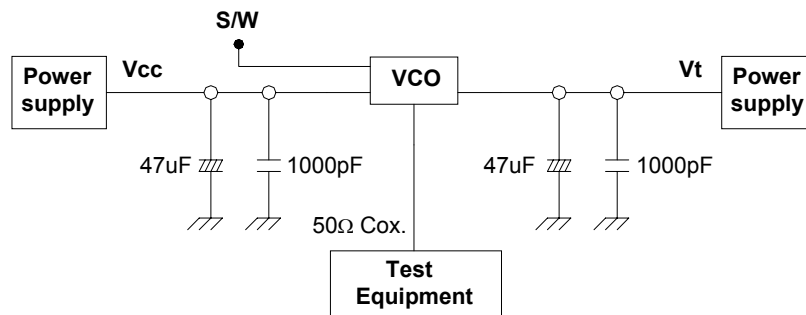 S/W
Power
supply
Vcc
VCO
Vt
Power
supply
47uF
1000pF
47uF
1000pF
50Ω Cox.
Test
Equipment